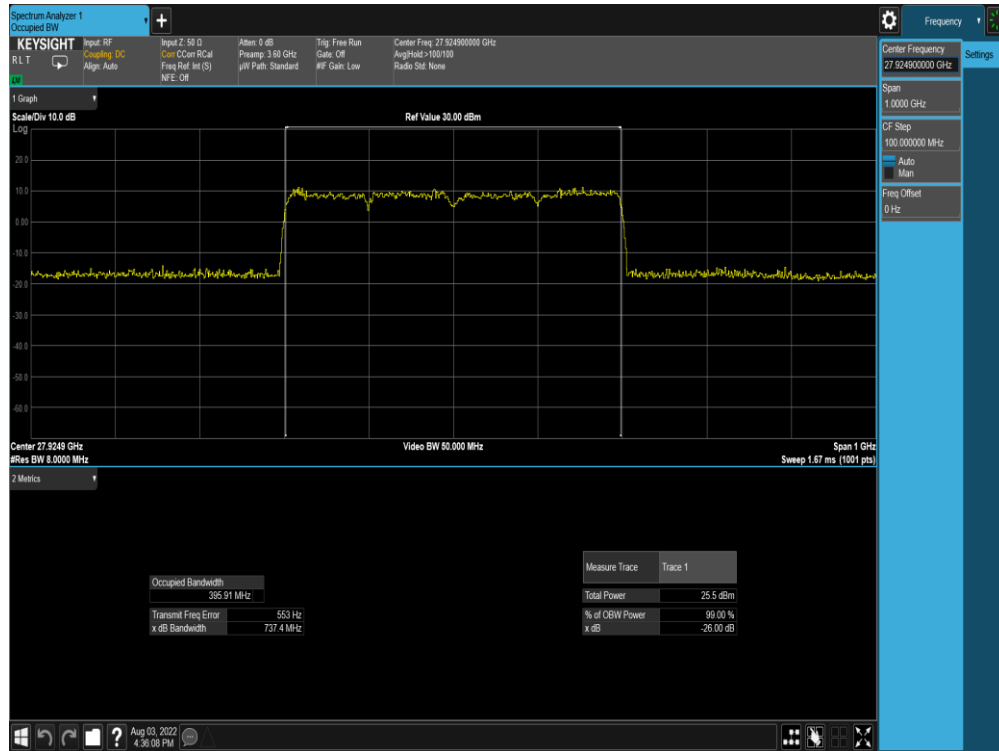 Spectrum Analyzer 1
Occupied BW
+
Frequency
KEYSIGHT
R L T
Input: RF
Coupling: DC
Align: Auto
Input Z: 50 Ω
Corr CCorr RCal
Freq Ref: Int (S)
NFE: Off
Atten: 0 dB
Preamp: 3.60 GHz
µW Path: Standard
Trig: Free Run
Gate: Off
#IF Gain: Low
Center Freq: 27.924900000 GHz
Avg|Hold:>100/100
Radio Std: None
Center Frequency
27.924900000 GHz
Settings
Span
1.0000 GHz
CF Step
100.000000 MHz
Auto
Man
Freq Offset
0 Hz
1 Graph
Scale/Div 10.0 dB
Ref Value 30.00 dBm
Log
20.0
10.0
0.00
-10.0
-20.0
-30.0
-40.0
-50.0
-60.0
Center 27.9249 GHz
Video BW 50.000 MHz
Span 1 GHz
#Res BW 8.0000 MHz
Sweep 1.67 ms (1001 pts)
2 Metrics
Occupied Bandwidth
395.91 MHz
Transmit Freq Error 553 Hz
x dB Bandwidth 737.4 MHz
Measure Trace Trace 1
Total Power 25.5 dBm
% of OBW Power 99.00 %
x dB -26.00 dB
?
Aug 03, 2022
4:36:08 PM